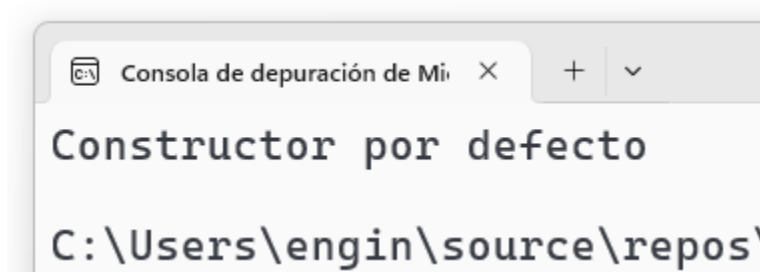 Consola de depuración de Mi
Constructor por defecto
C:\Users\engin\source\repos\